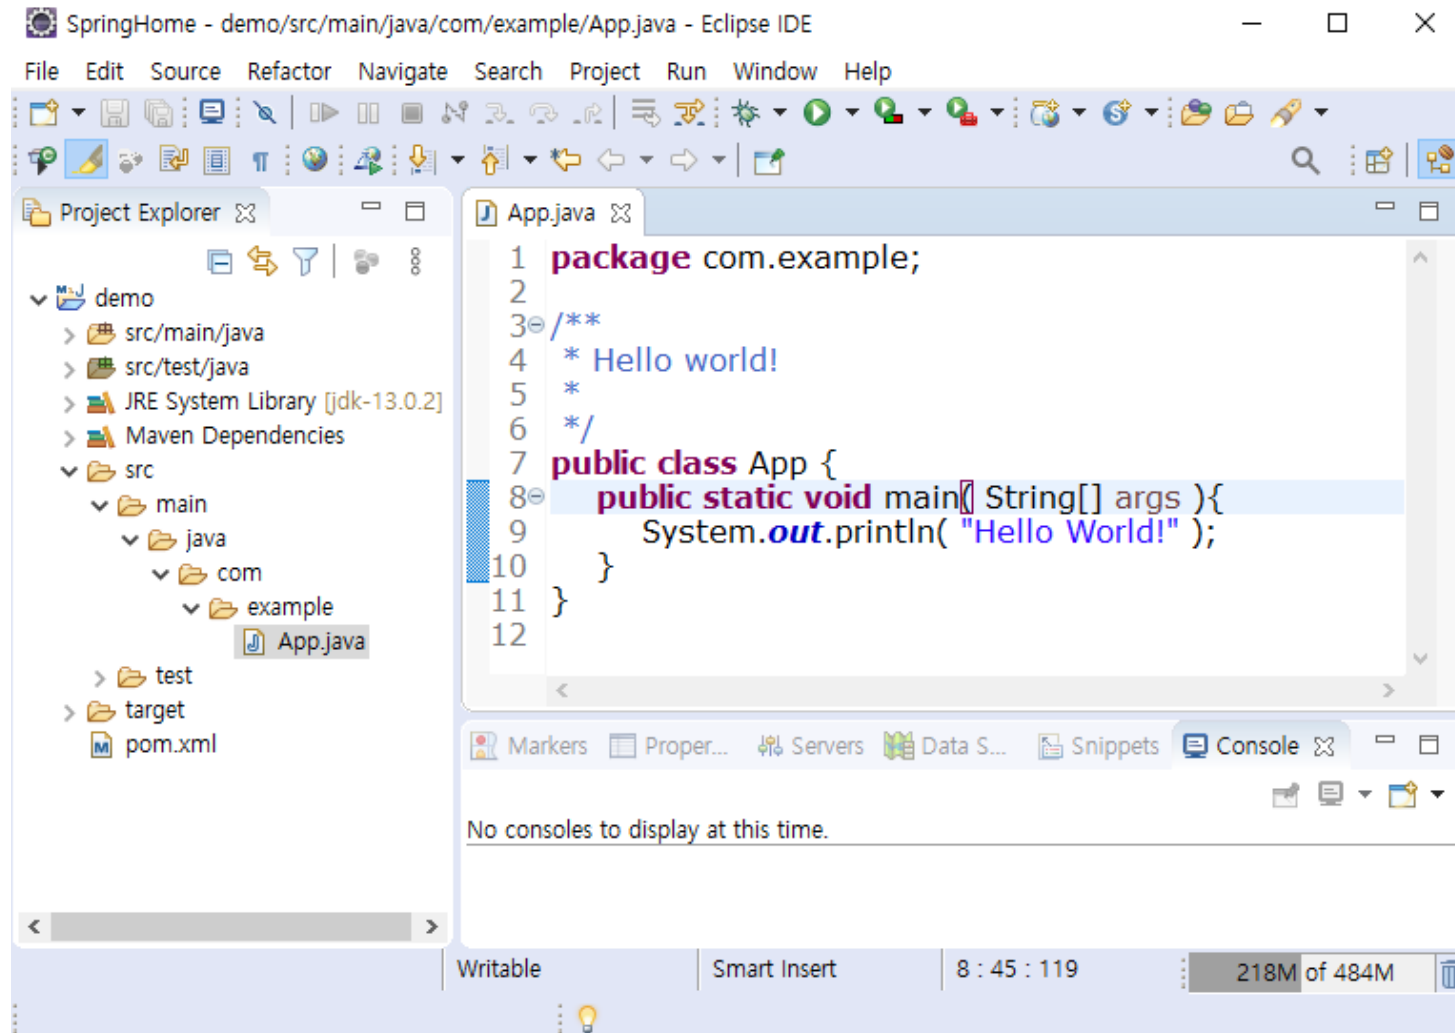 SpringHome - demo/src/main/java/com/example/App.java - Eclipse IDE
File Edit Source Refactor Navigate Search Project Run Window Help
Project Explorer
demo
src/main/java
src/test/java
JRE System Library [jdk-13.0.2]
Maven Dependencies
src
main
java
com
example
App.java
test
target
pom.xml
App.java
1 package com.example;
2
3 /**
4  * Hello world!
5  *
6  */
7 public class App {
8     public static void main( String[] args ){
9         System.out.println( "Hello World!" );
10     }
11 }
12
Markers Proper... Servers Data S... Snippets Console
No consoles to display at this time.
Writable Smart Insert 8 : 45 : 119 218M of 484M